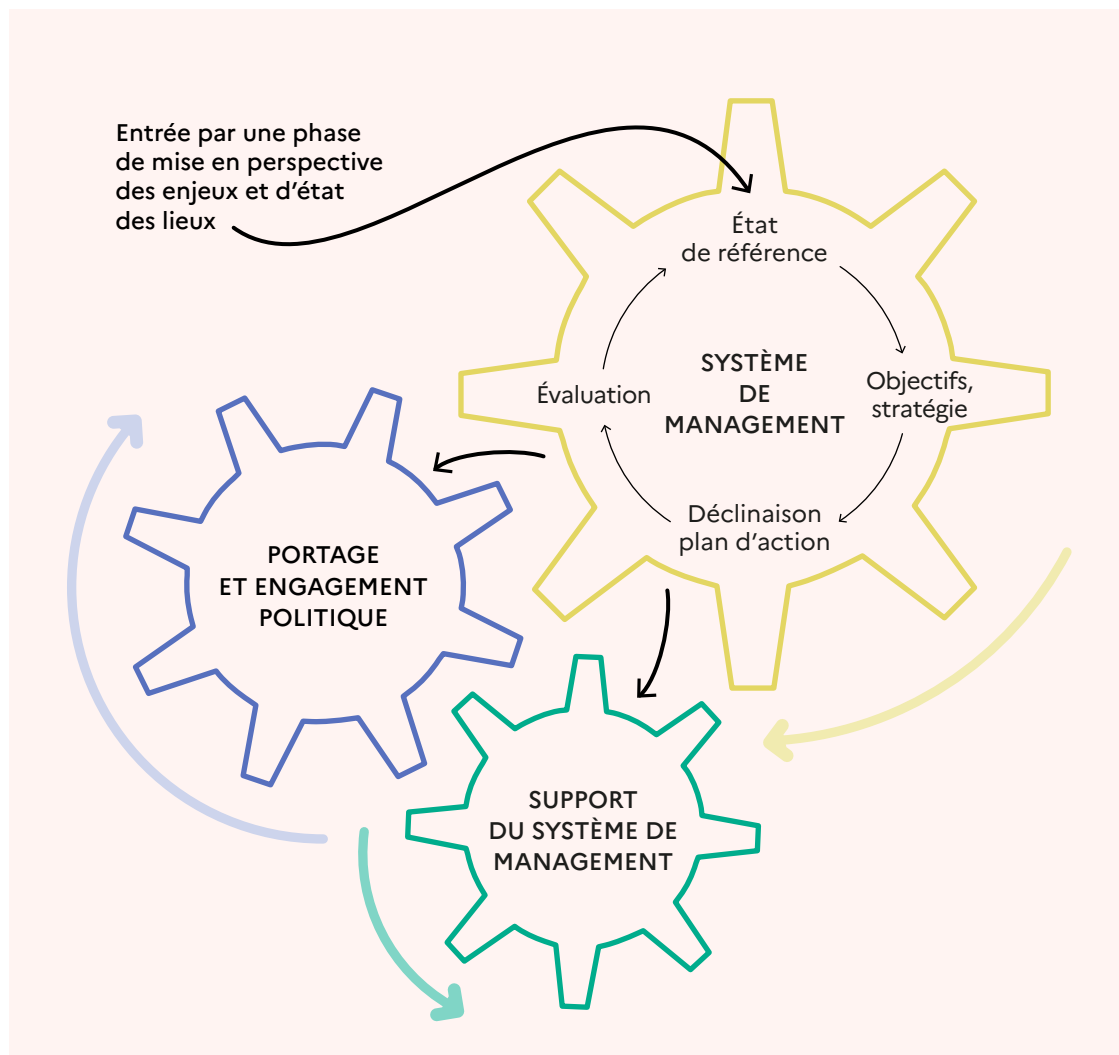 Entrée par une phase
de mise en perspective
des enjeux et d'état
des lieux
État
de référence
SYSTÈME
DE
MANAGEMENT
Objectifs,
stratégie
Évaluation
Déclinaison
plan d'action
PORTAGE
ET ENGAGEMENT
POLITIQUE
SUPPORT
DU SYSTÈME DE
MANAGEMENT